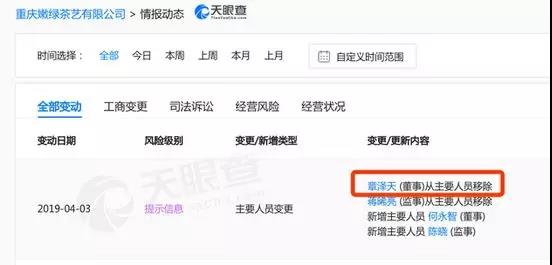 重庆嫩绿茶艺有限公司 > 情报动态 天眼查
TianYanCha.com
时间选择： 全部 今日 本周 上周 本月 上月 自定义时间范围
全部变动 工商变更 司法诉讼 经营风险 经营状况
变动日期 风险级别 变更/新增类型 变更/更新内容
天眼查
章泽天 (董事)从主要人员移除
2019-04-03 提示信息 主要人员变更 蒋晞亮 (监事)从主要人员移除
新增主要人员 何永智 (董事)
新增主要人员 陈晓 (监事)